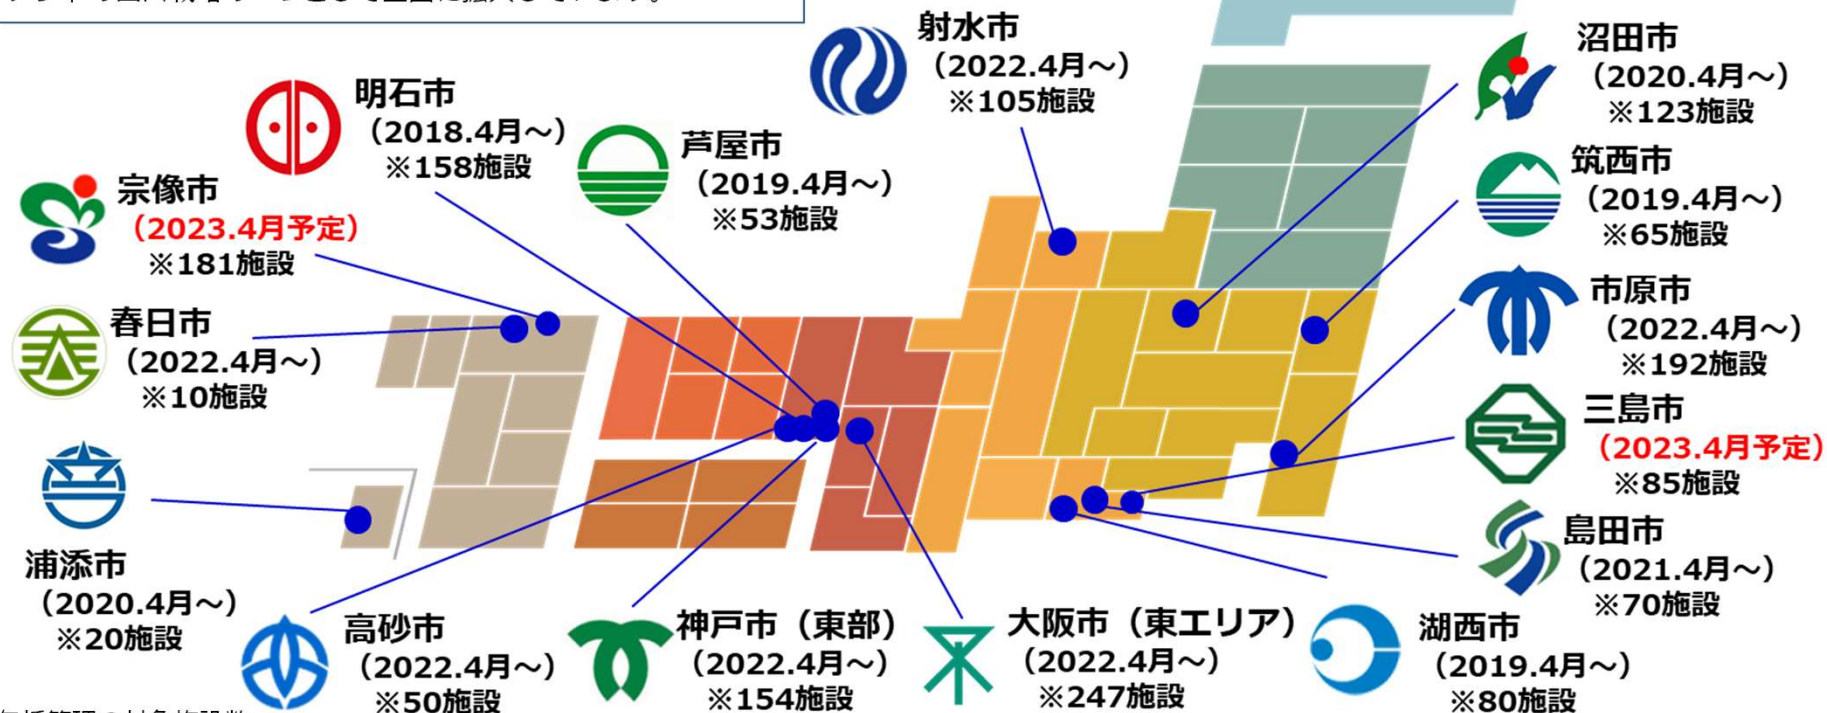 射水市
（2022.4月～）
※105施設
沼田市
（2020.4月～）
※123施設
明石市
（2018.4月～）
※158施設
芦屋市
（2019.4月～）
※53施設
筑西市
（2019.4月～）
※65施設
宗像市
（2023.4月予定）
※181施設
市原市
（2022.4月～）
※192施設
春日市
（2022.4月～）
※10施設
三島市
（2023.4月予定）
※85施設
浦添市
（2020.4月～）
※20施設
島田市
（2021.4月～）
※70施設
高砂市
（2022.4月～）
※50施設
神戸市（東部）
（2022.4月～）
※154施設
大阪市（東エリア）
（2022.4月～）
※247施設
湖西市
（2019.4月～）
※80施設